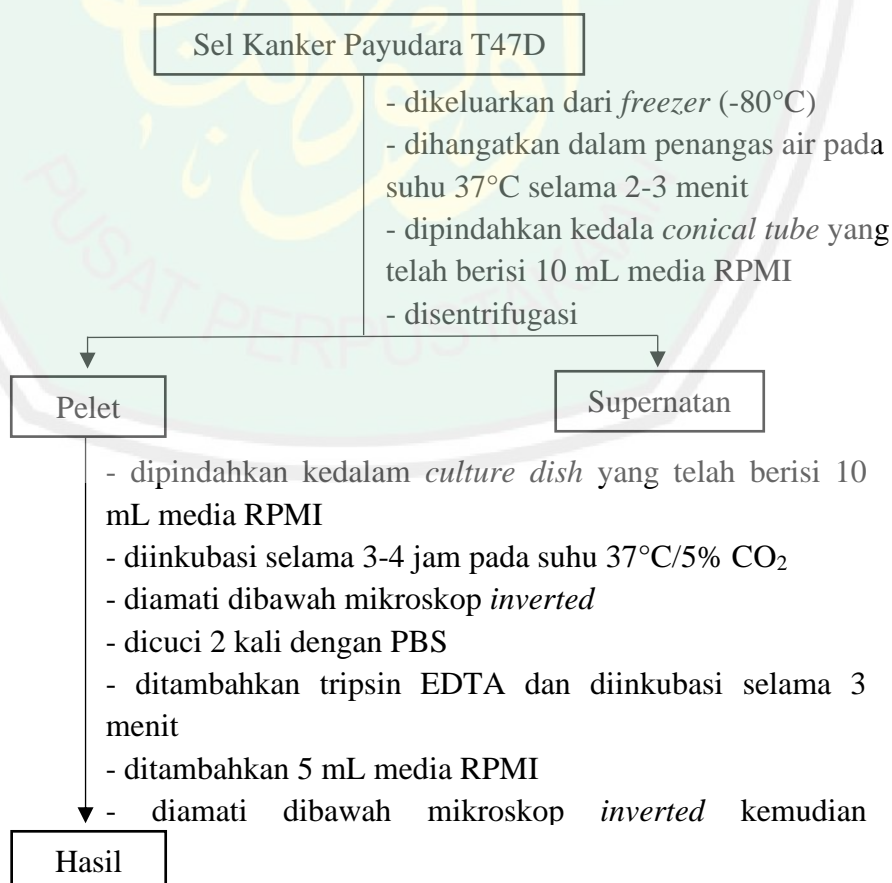 Sel Kanker Payudara T47D
- dikeluarkan dari freezer (-80°C)
- dihangatkan dalam penangas air pada
suhu 37°C selama 2-3 menit
- dipindahkan kedala conical tube yang
telah berisi 10 mL media RPMI
- disentrifugasi
Pelet
Supernatan
- dipindahkan kedalam culture dish yang telah berisi 10
mL media RPMI
- diinkubasi selama 3-4 jam pada suhu 37°C/5% CO₂
- diamati dibawah mikroskop inverted
- dicuci 2 kali dengan PBS
- ditambahkan tripsin EDTA dan diinkubasi selama 3
menit
- ditambahkan 5 mL media RPMI
- diamati dibawah mikroskop inverted kemudian
Hasil
PUSAT PERPUSTAKAAN